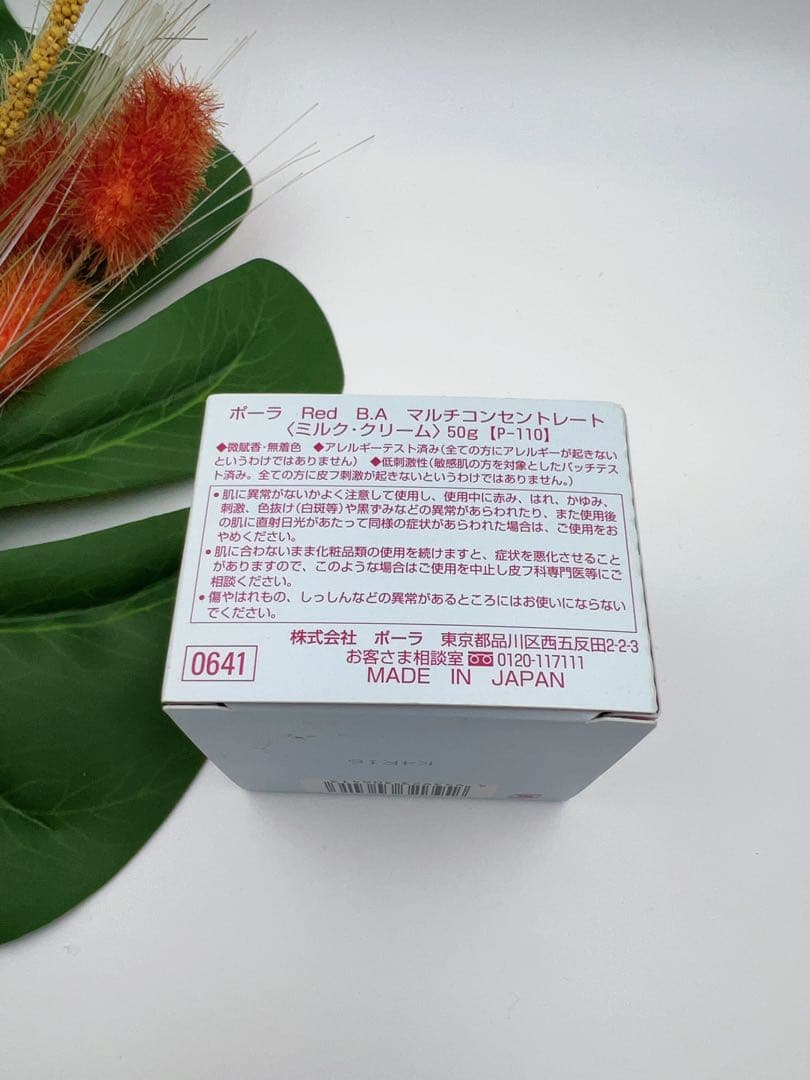 ポーラ Red B.A マルチコンセントレート
〈ミルク・クリーム〉50g【P-110】
◆微賦香・無着色 ◆アレルギーテスト済み(全ての方にアレルギーが起きない
というわけではありません) ◆低刺激性(敏感肌の方を対象としたパッチテス
ト済み。全ての方に皮フ刺激が起きないというわけではありません。)
●肌に異常がないかよく注意して使用し、使用中に赤み、はれ、かゆみ、
刺激、色抜け(白斑等)や黒ずみなどの異常があらわれたり、また使用後
の肌に直射日光があたって同様の症状があらわれた場合は、ご使用をお
やめください。
●肌に合わないまま化粧品類の使用を続けますと、症状を悪化させること
がありますので、このような場合はご使用を中止し皮フ科専門医等にご
相談ください。
●傷やはれもの、しっしんなどの異常があるところにはお使いにならない
でください。
株式会社 ポーラ 東京都品川区西五反田2-2-3
0641
お客さま相談室 0120-117111
MADE IN JAPAN